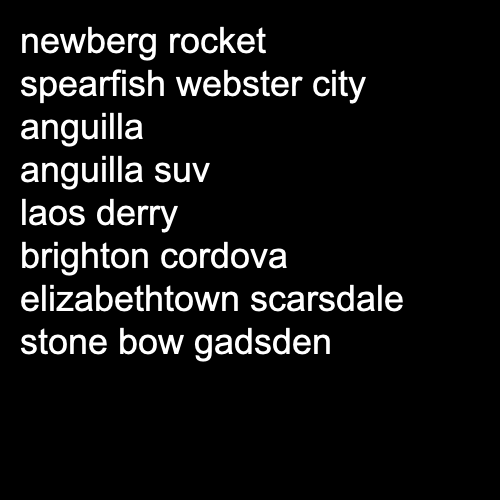 newberg rocket
spearfish webster city
anguilla
anguilla suv
laos derry
brighton cordova
elizabethtown scarsdale
stone bow gadsden